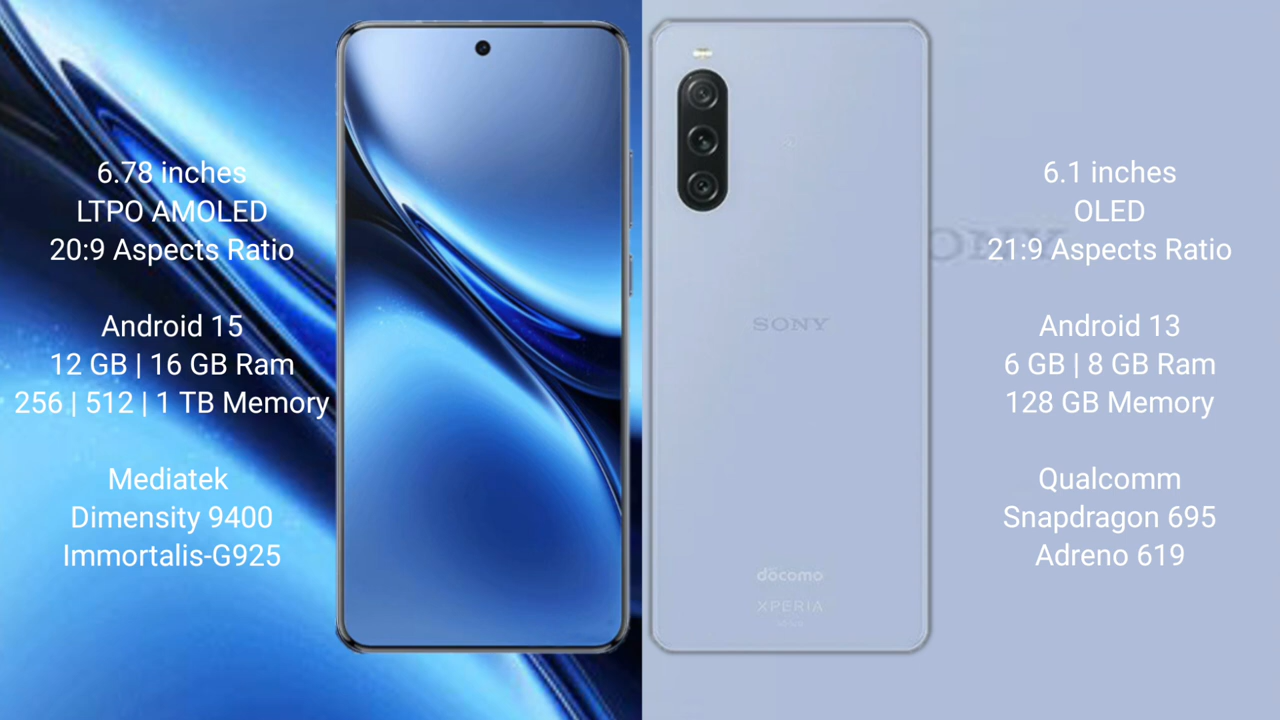 6.78 inches
LTPO AMOLED
20:9 Aspects Ratio
Android 15
12 GB | 16 GB Ram
256 | 512 | 1 TB Memory
Mediatek
Dimensity 9400
Immortalis-G925
SONY
docomo
XPERIA
6.1 inches
OLED
21:9 Aspects Ratio
Android 13
6 GB | 8 GB Ram
128 GB Memory
Qualcomm
Snapdragon 695
Adreno 619